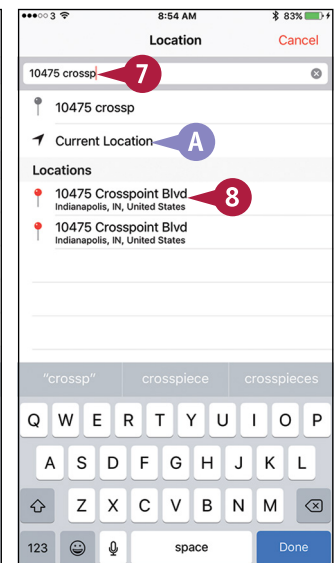 3 8:54 AM 83%
Location Cancel
10475 crossp 7
10475 crossp
Current Location A
Locations
10475 Crosspoint Blvd 8
Indianapolis, IN, United States
10475 Crosspoint Blvd
Indianapolis, IN, United States
"crossp" crosspiece crosspieces
Q W E R T Y U I O P
A S D F G H J K L
Z X C V B N M
123 space Done